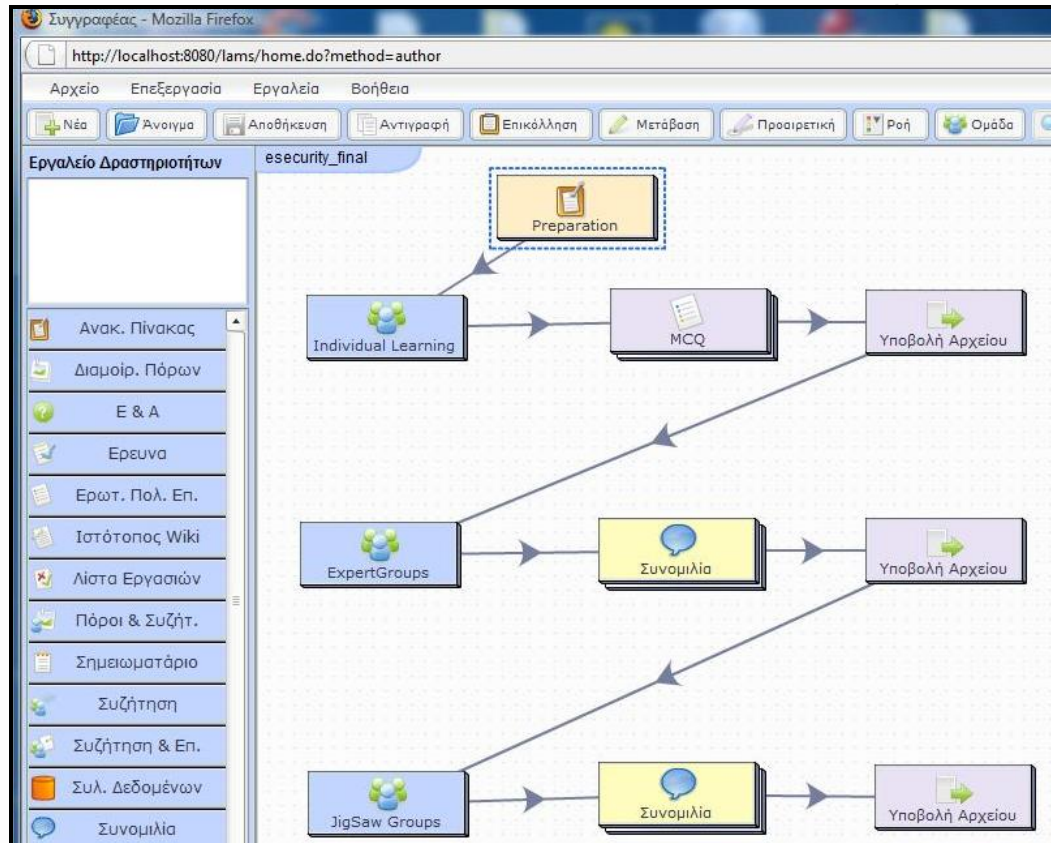 Συγγραφέας - Mozilla Firefox
http://localhost:8080/lams/home.do?method=author
Αρχείο Επεξεργασία Εργαλεία Βοήθεια
Νέα Άνοιγμα Αποθήκευση Αντιγραφή Επικόλληση Μετάβαση Προαιρετική Ροή Ομάδα
Εργαλείο Δραστηριοτήτων
esecurity_final
Preparation
Individual Learning
MCQ
Υποβολή Αρχείου
ExpertGroups
Συνομιλία
Υποβολή Αρχείου
JigSaw Groups
Συνομιλία
Υποβολή Αρχείου
Ανακ. Πίνακας
Διαμοίρ. Πόρων
Ε & Α
Ερευνα
Ερωτ. Πολ. Επ.
Ιστότοπος Wiki
Λίστα Εργασιών
Πόροι & Συζήτ.
Σημειωματάριο
Συζήτηση
Συζήτηση & Επ.
Συλ. Δεδομένων
Συνομιλία